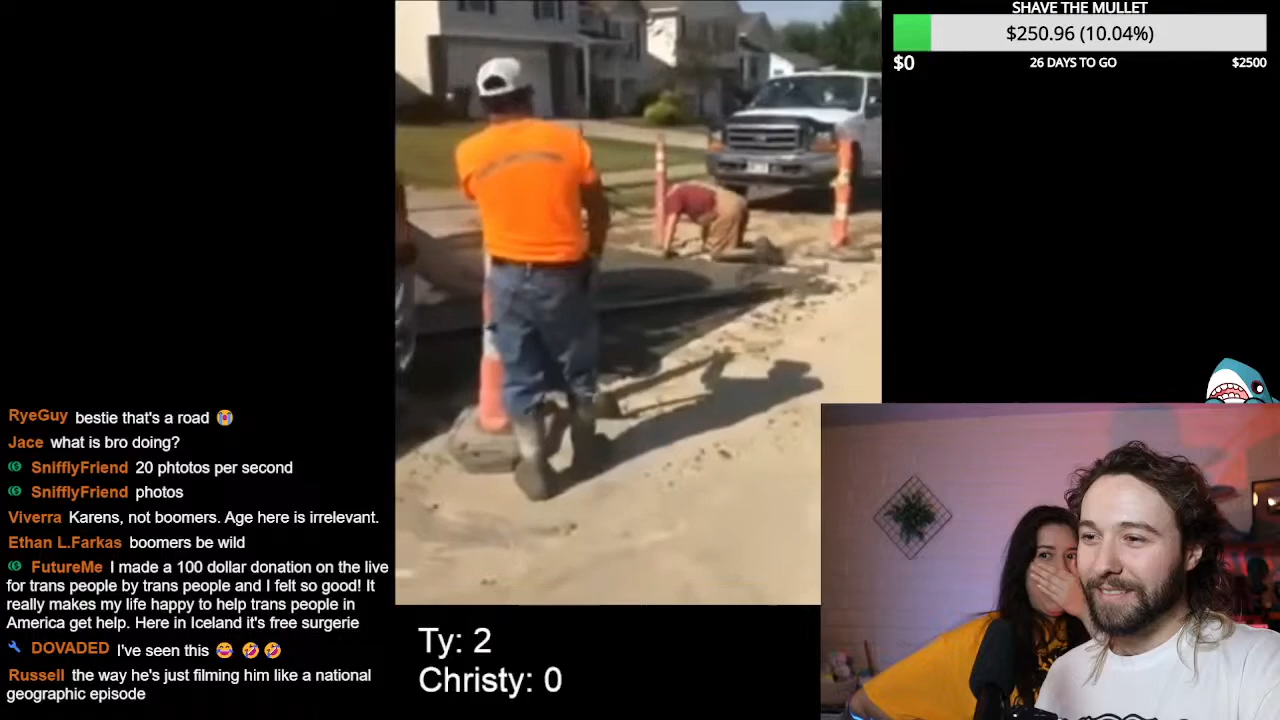 SHAVE THE MULLET
$250.96 (10.04%)
$0
26 DAYS TO GO
$2500
RyeGuy bestie that's a road 😭
Jace what is bro doing?
SnifflyFriend 20 phtotos per second
SnifflyFriend photos
Viverra Karens, not boomers. Age here is irrelevant.
Ethan L.Farkas boomers be wild
FutureMe I made a 100 dollar donation on the live
for trans people by trans people and I felt so good! It
really makes my life happy to help trans people in
America get help. Here in Iceland it's free surgerie
DOVADED I've seen this 😂 🤣 🤣
Russell the way he's just filming him like a national
geographic episode
Ty: 2
Christy: 0